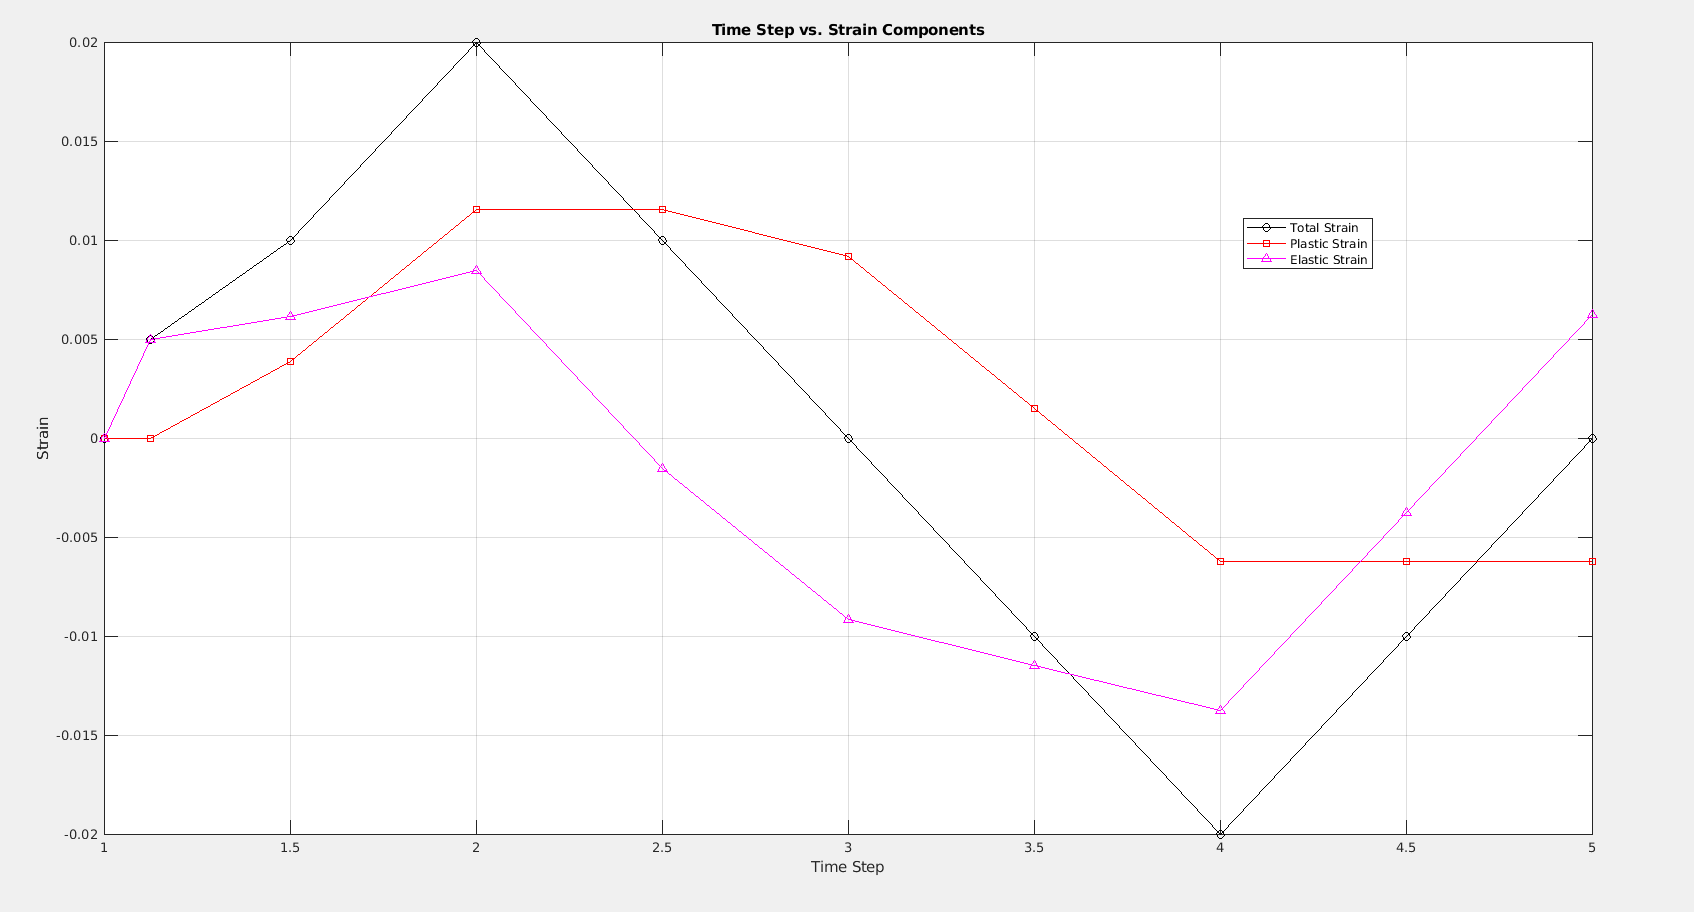 Time Step vs. Strain Components
0.02
0.015
0.01
0.005
0
-0.005
-0.01
-0.015
-0.02
Strain
Total Strain
Plastic Strain
Elastic Strain
1 1.5 2 2.5 3 3.5 4 4.5 5
Time Step